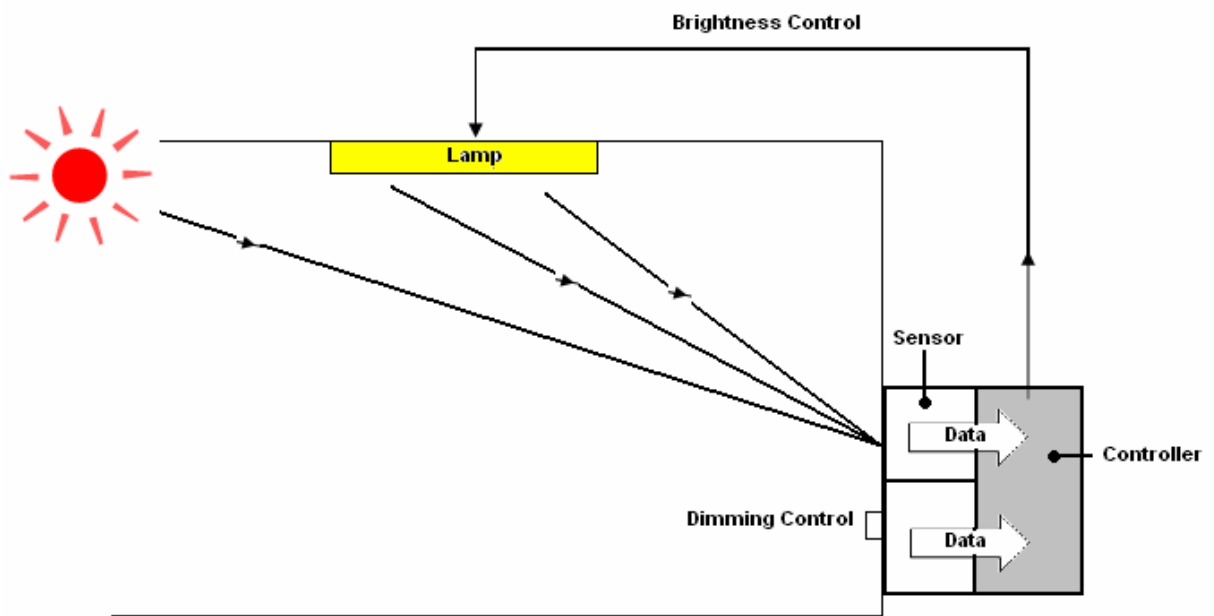 Brightness Control
Lamp
Sensor
Data
Controller
Dimming Control
Data